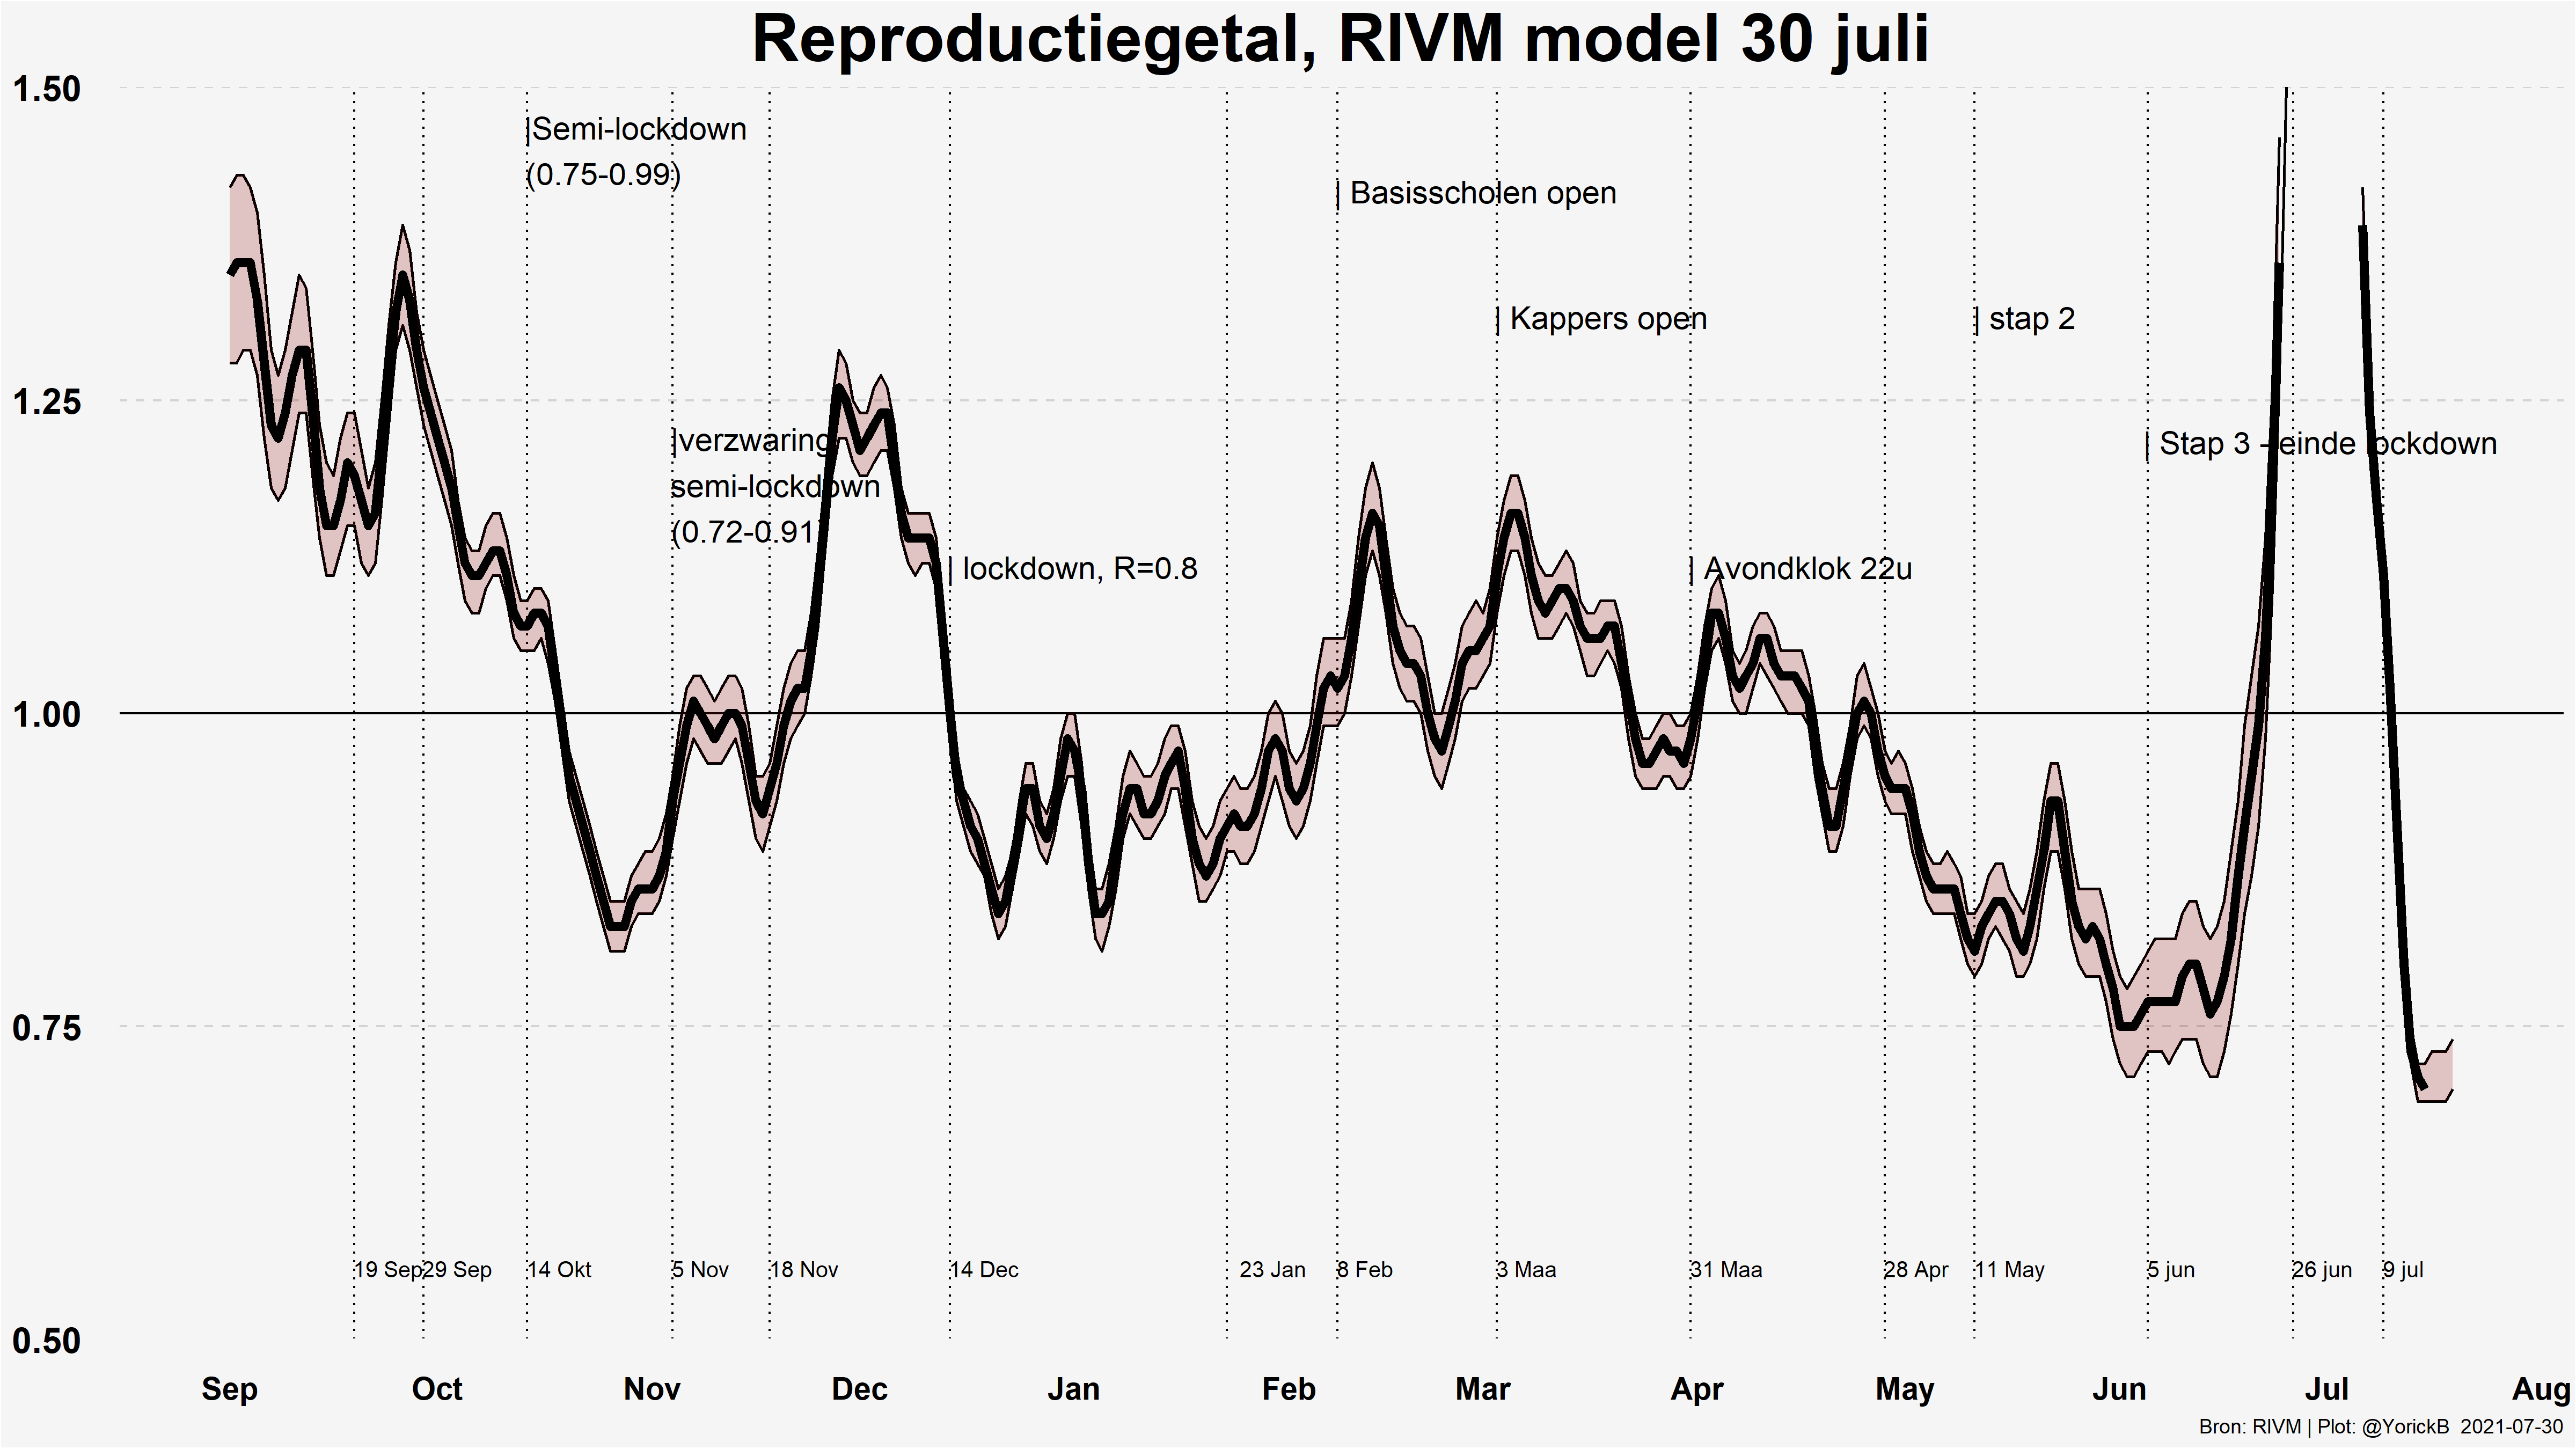 Reproductiegetal, RIVM model 30 juli
1.50
|Semi-lockdown
(0.75-0.99)
| Basisscholen open
| Kappers open
| stap 2
1.25
|verzwaring
semi-lockdown
(0.72-0.91)
| Stap 3 - einde lockdown
| lockdown, R=0.8
| Avondklok 22u
1.00
0.75
19 Sep
29 Sep
14 Okt
5 Nov
18 Nov
14 Dec
23 Jan
8 Feb
3 Maa
31 Maa
28 Apr
11 May
5 jun
26 jun
9 jul
0.50
Sep Oct Nov Dec Jan Feb Mar Apr May Jun Jul Aug
Bron: RIVM | Plot: @YorickB 2021-07-30